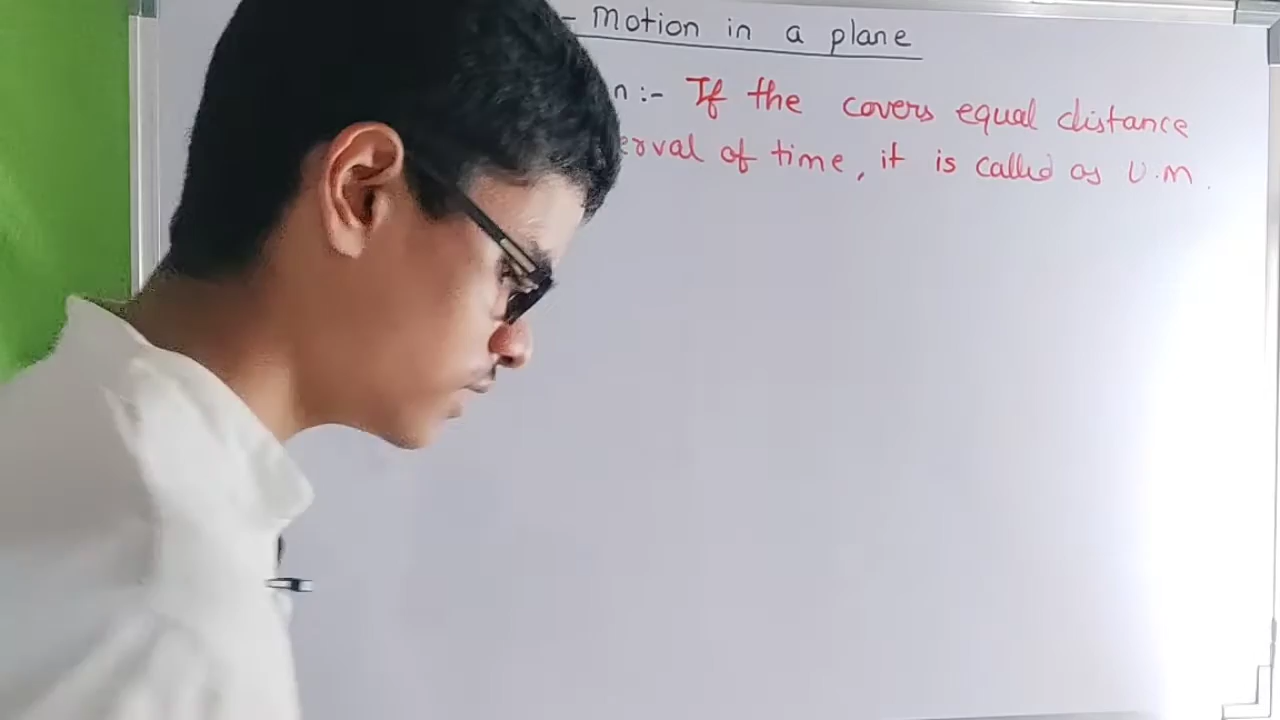 - Motion in a plane
n :- If the covers equal distance
erval of time, it is called as U.M.